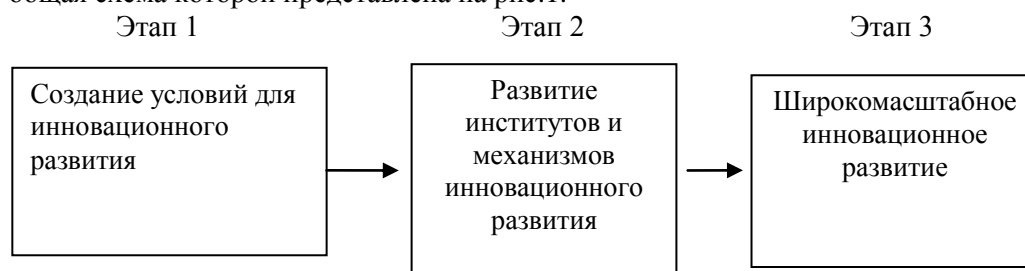 общая схема которой представлена на рис.1.
Этап 1 Этап 2 Этап 3
Создание условий для
инновационного
развития
Развитие
институтов и
механизмов
инновационного
развития
Широкомасштабное
инновационное
развитие